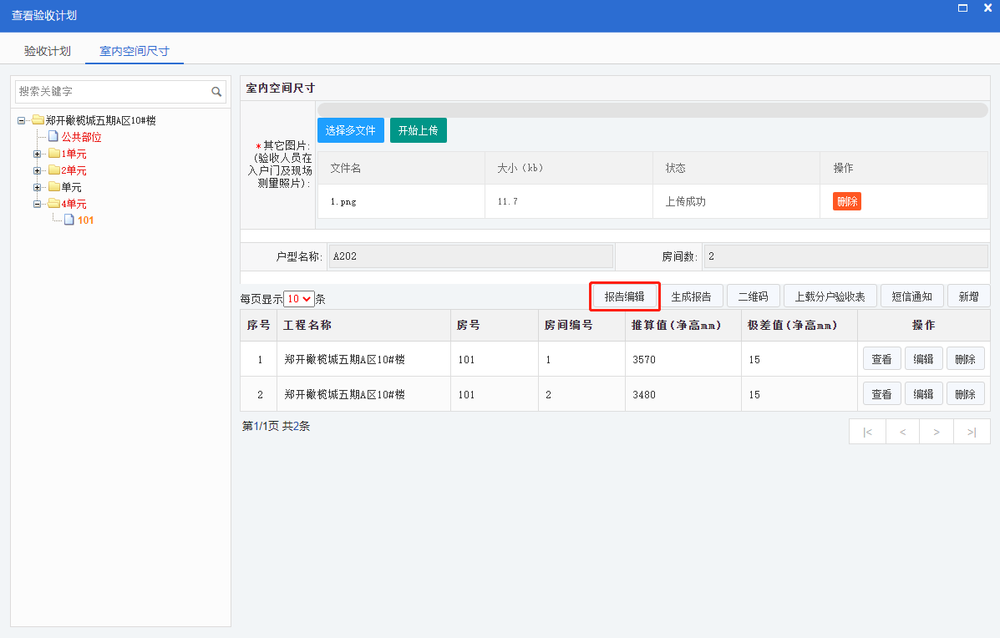 查看验收计划
验收计划 室内空间尺寸
搜索关键字
郑开橄榄城五期A区10#楼
公共部位
1单元
2单元
单元
4单元
101
室内空间尺寸
*其它图片:
(验收人员在
入户门及现场
测量照片):
选择多文件 开始上传
文件名 大小（kb） 状态 操作
1.png 11.7 上传成功 删除
户型名称: A202 房间数: 2
每页显示 10 条 报告编辑 生成报告 二维码 上载分户验收表 短信通知 新增
序号 工程名称 房号 房间编号 推算值(净高mm) 极差值(净高mm) 操作
1 郑开橄榄城五期A区10#楼 101 1 3570 15 查看 编辑 删除
2 郑开橄榄城五期A区10#楼 101 2 3480 15 查看 编辑 删除
第1/1页 共2条 |< < > >|